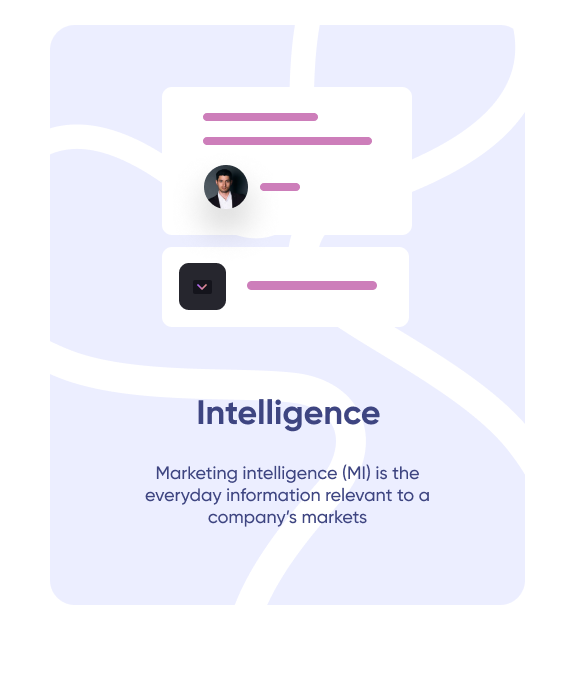 Intelligence
Marketing intelligence (MI) is the
everyday information relevant to a
company’s markets